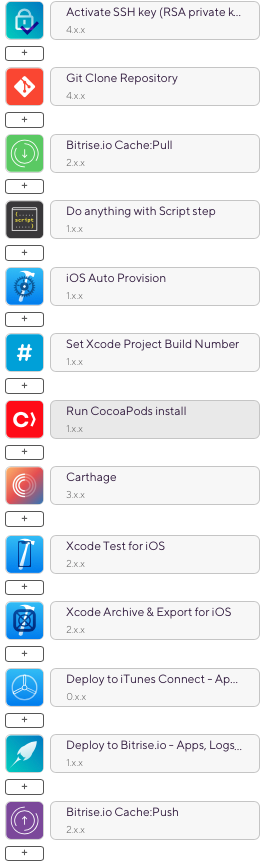 Activate SSH key (RSA private k...
4.x.x
+
Git Clone Repository
4.x.x
+
Bitrise.io Cache:Pull
2.x.x
+
{.....
script
.....}
Do anything with Script step
1.x.x
+
iOS Auto Provision
1.x.x
+
#
Set Xcode Project Build Number
1.x.x
+
Run CocoaPods install
1.x.x
+
Carthage
3.x.x
+
Xcode Test for iOS
2.x.x
+
Xcode Archive & Export for iOS
2.x.x
+
Deploy to iTunes Connect - Ap...
0.x.x
+
Deploy to Bitrise.io - Apps, Logs,...
1.x.x
+
Bitrise.io Cache:Push
2.x.x
+